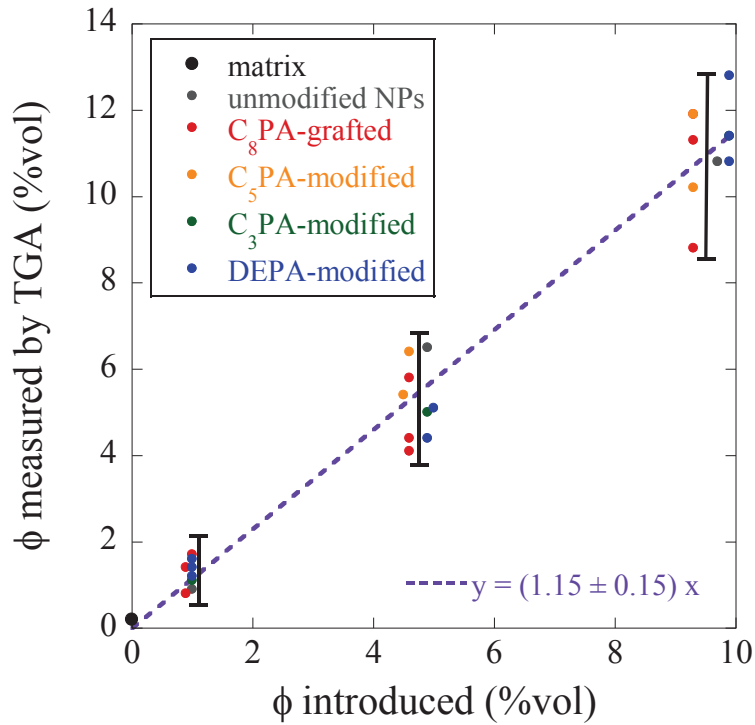 14
12
10
8
6
4
2
0
ϕ measured by TGA (%vol)
matrix
unmodified NPs
C₈PA-grafted
C₅PA-modified
C₃PA-modified
DEPA-modified
y = (1.15 ± 0.15) x
0 2 4 6 8 10
ϕ introduced (%vol)